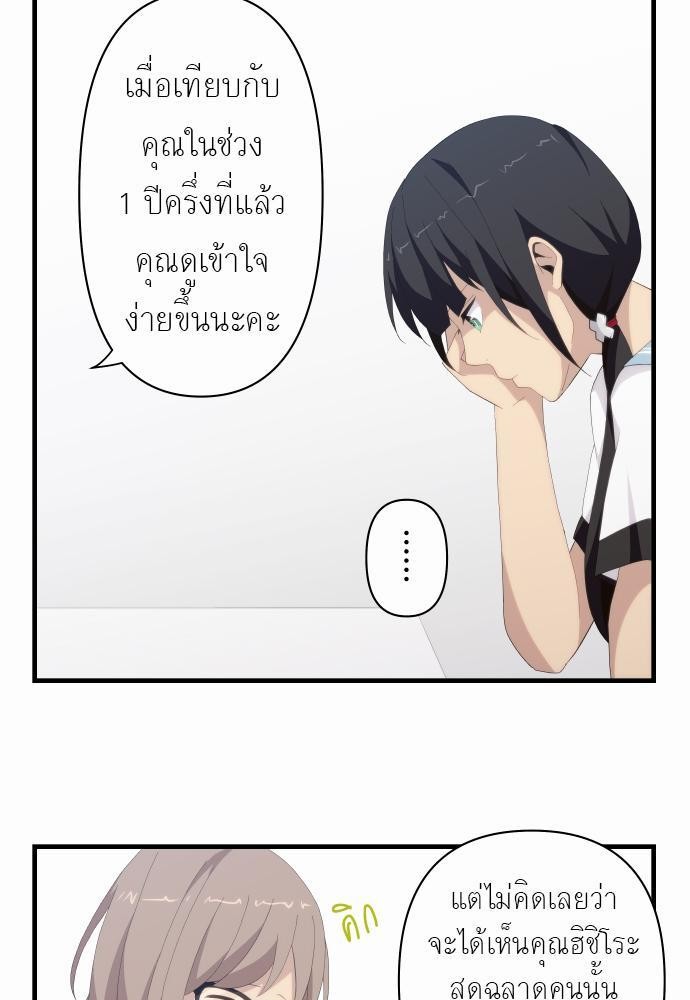 เมื่อเทียบกับ
คุณในช่วง
1 ปีครึ่งที่แล้ว
คุณดูเข้าใจ
ง่ายขึ้นนะคะ
......
คิก
แต่ไม่คิดเลยว่า
จะได้เห็นคุณฮิชิโระ
สุดฉลาดคนนั้น